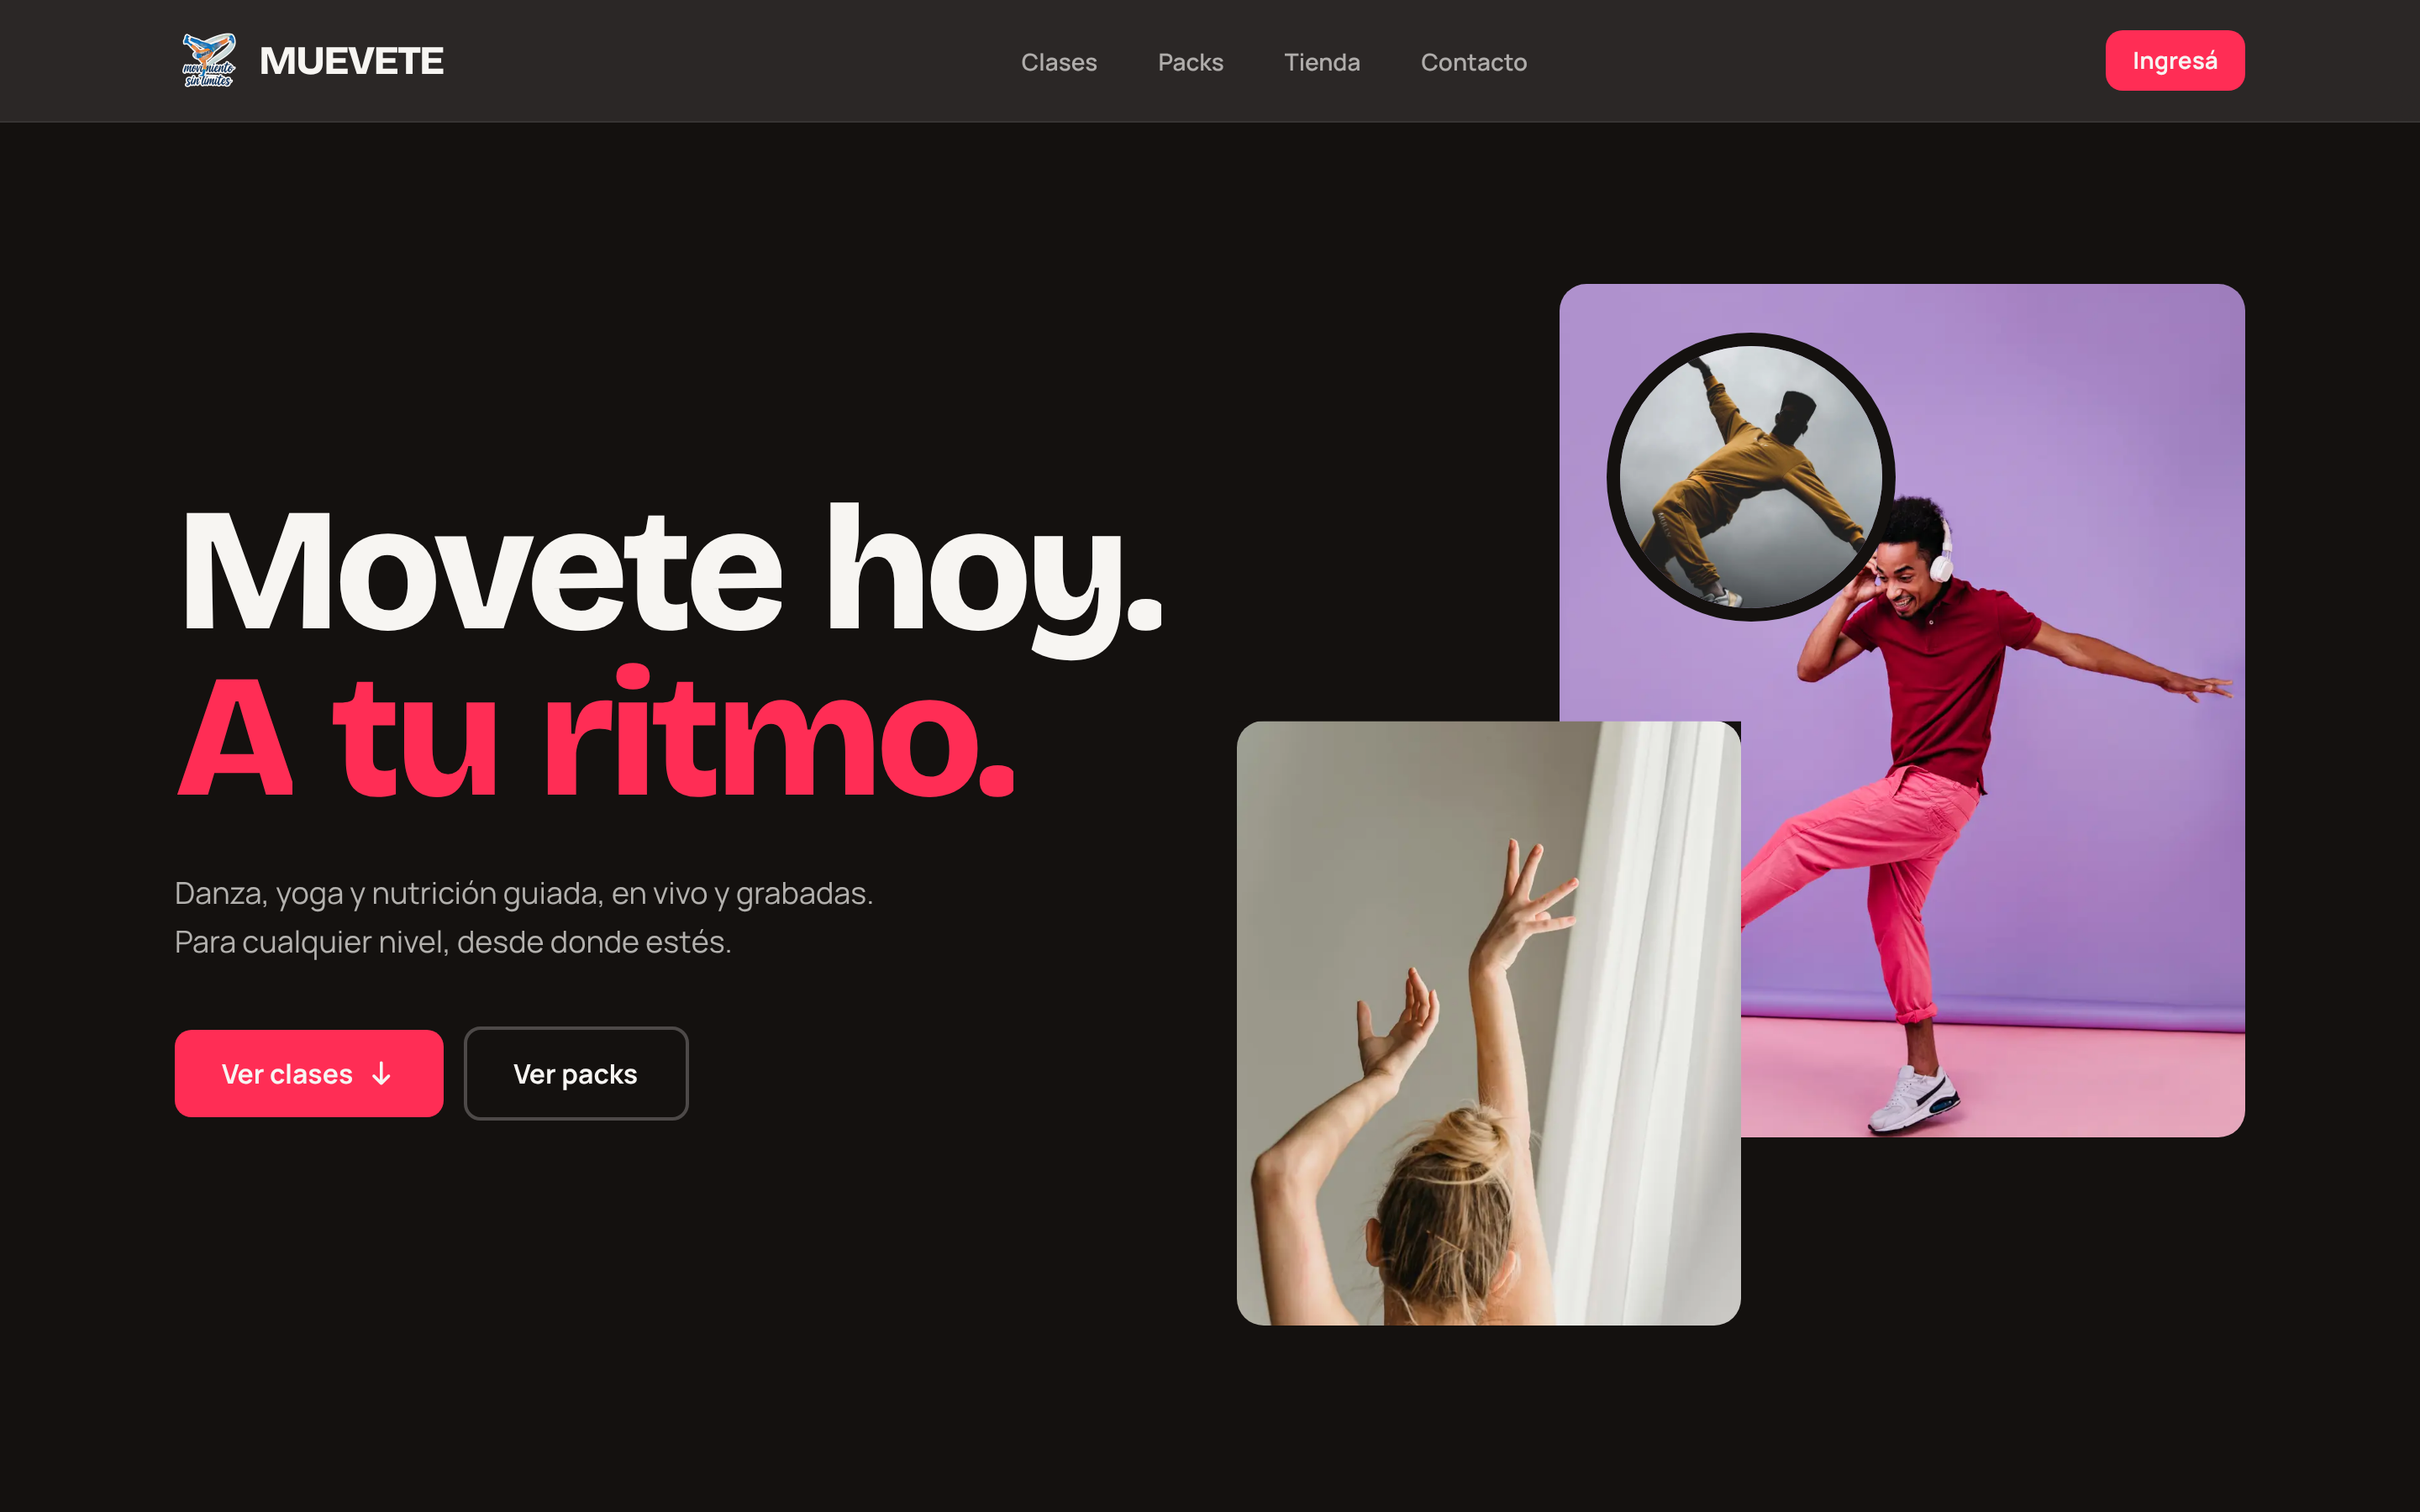 movimiento
sin límites
MUEVETE
Clases
Packs
Tienda
Contacto
Ingresá
Movete hoy.
A tu ritmo.
Danza, yoga y nutrición guiada, en vivo y grabadas.
Para cualquier nivel, desde donde estés.
Ver clases ↓
Ver packs